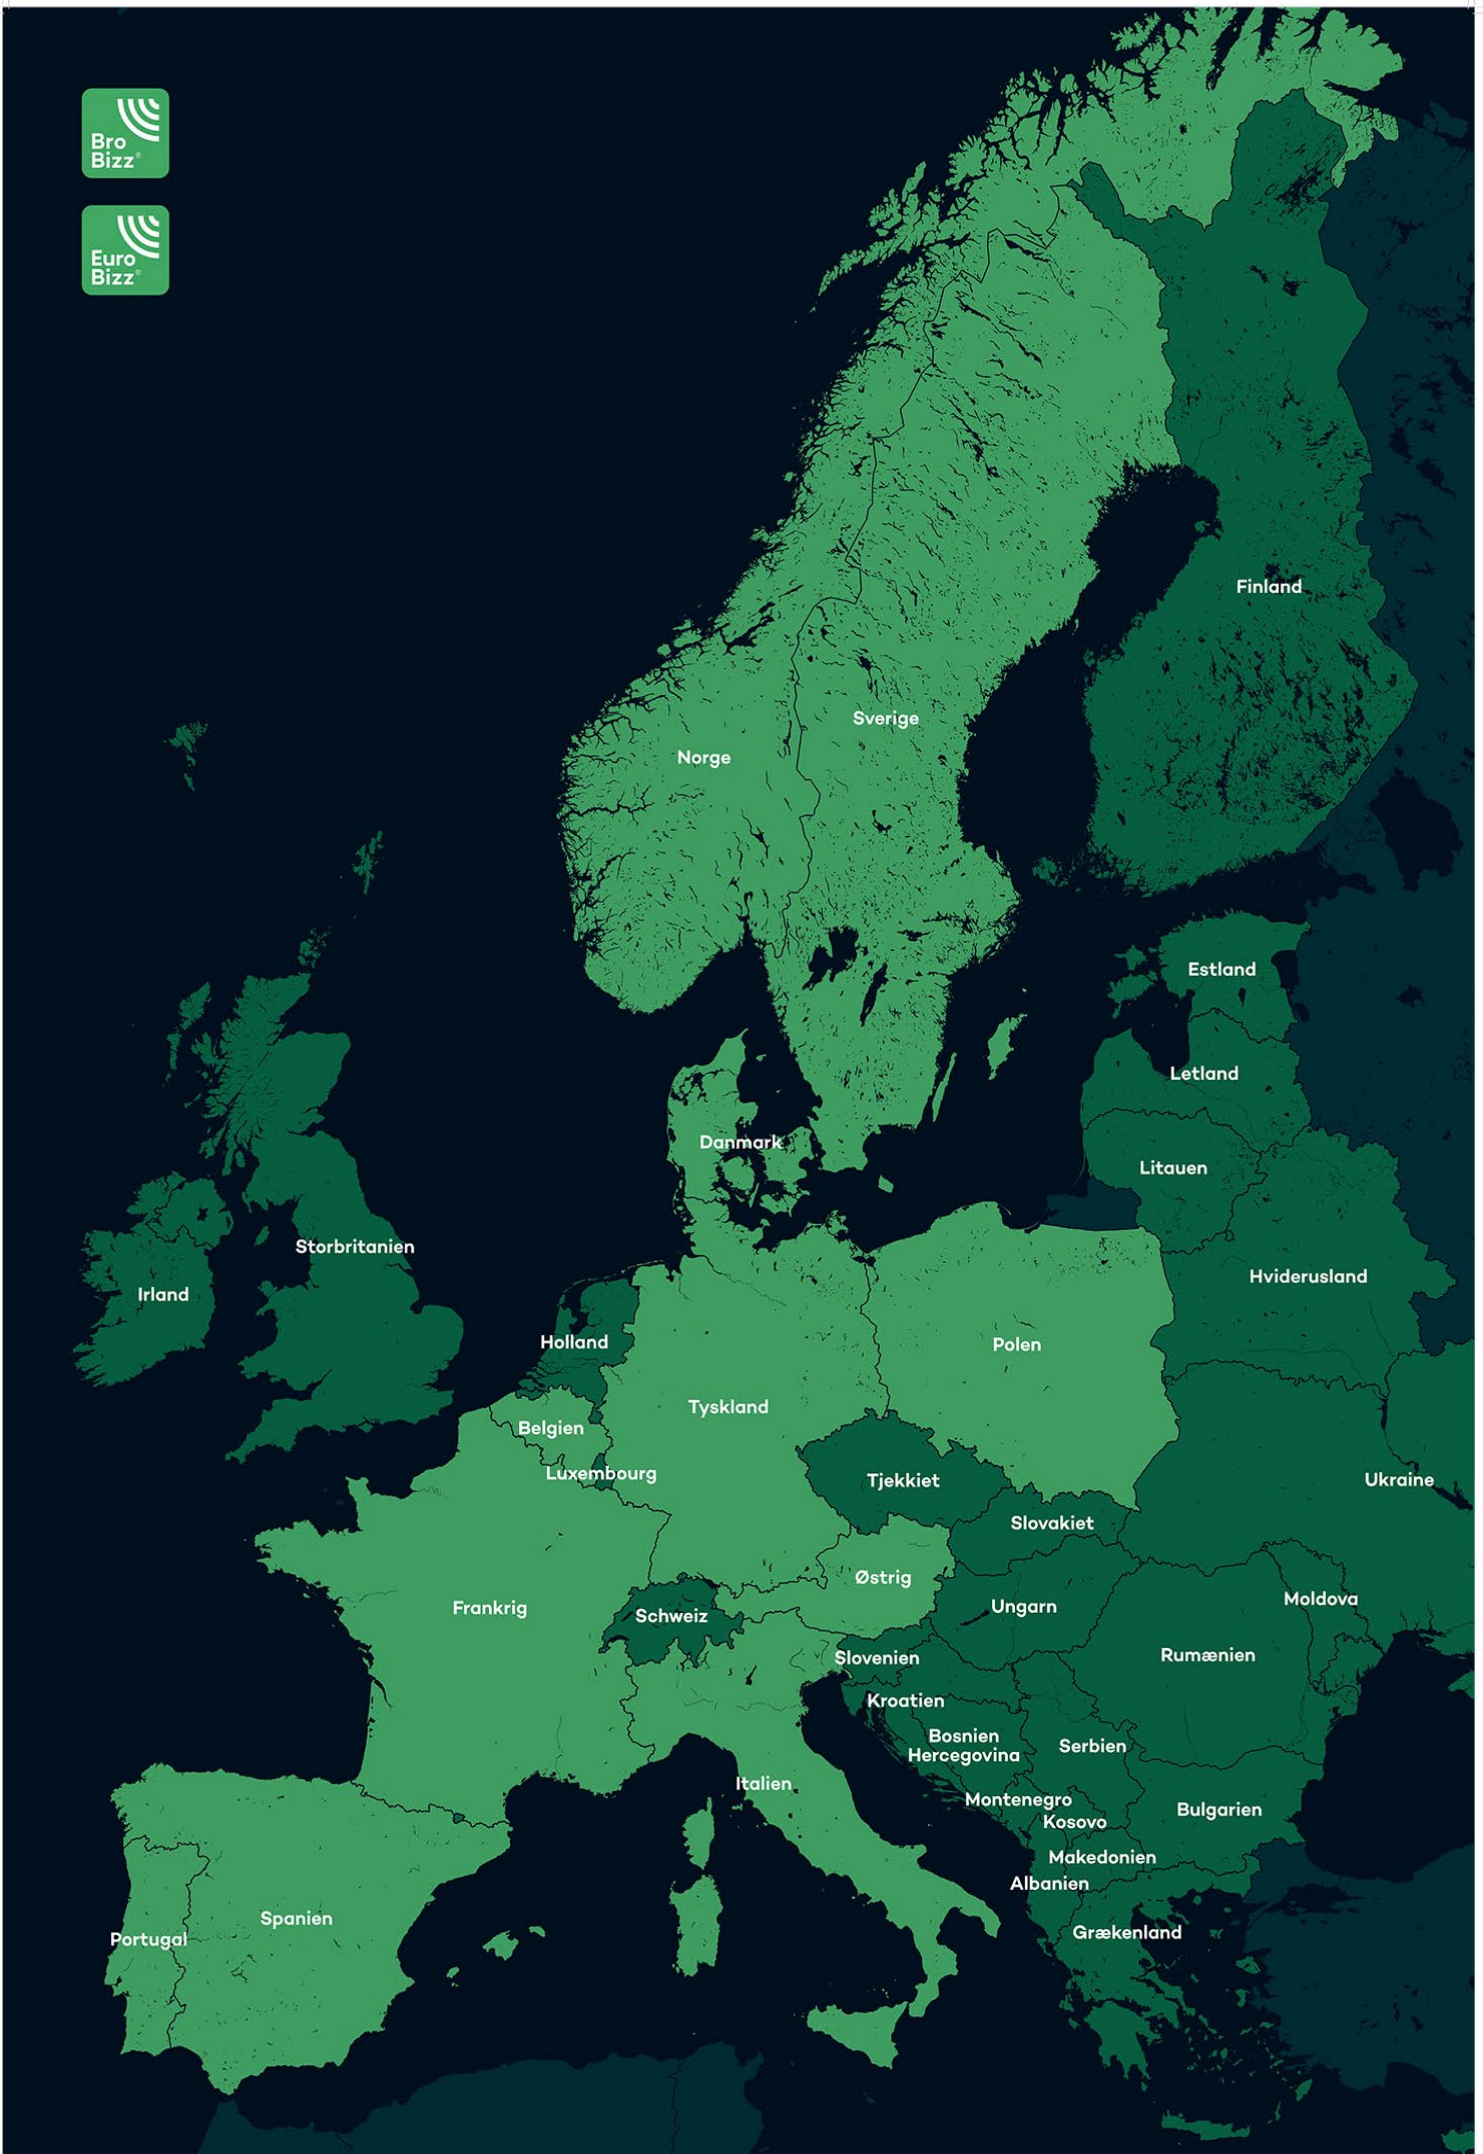 Bro
Bizz®
Euro
Bizz®
Finland
Sverige
Norge
Estland
Letland
Danmark
Litauen
Storbritanien
Hviderusland
Irland
Holland
Polen
Tyskland
Belgien
Luxembourg
Tjekkiet
Ukraine
Slovakiet
Østrig
Moldova
Ungarn
Frankrig
Schweiz
Rumænien
Slovenien
Kroatien
Bosnien
Hercegovina
Serbien
Italien
Montenegro
Bulgarien
Kosovo
Makedonien
Albanien
Spanien
Grækenland
Portugal